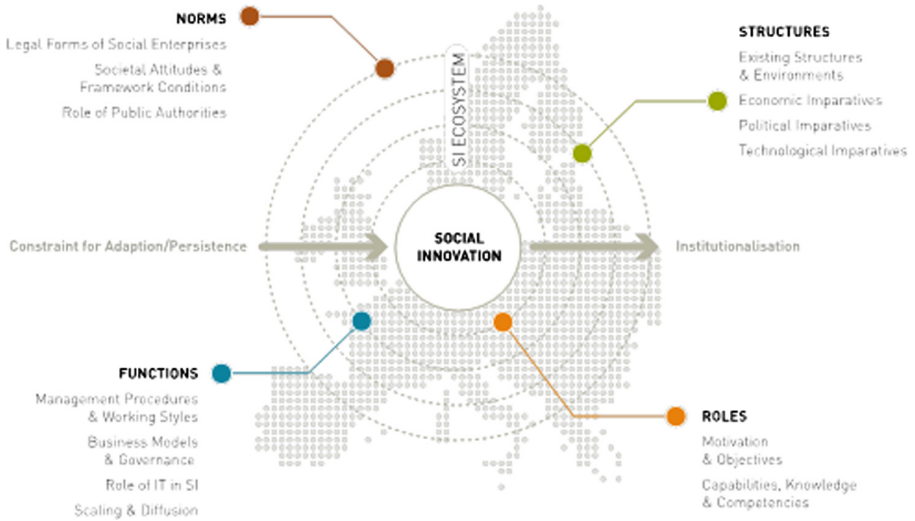 NORMS
Legal Forms of Social Enterprises
Societal Attitudes &
Framework Conditions
Role of Public Authorities
STRUCTURES
Existing Structures
& Environments
Economic Imparatives
Political Imparatives
Technological Imparatives
SI ECOSYSTEM
Constraint for Adaption/Persistence
SOCIAL
INNOVATION
Institutionalisation
FUNCTIONS
Management Procedures
& Working Styles
Business Models
& Governance
Role of IT in SI
Scaling & Diffusion
ROLES
Motivation
& Objectives
Capabilities, Knowledge
& Competencies